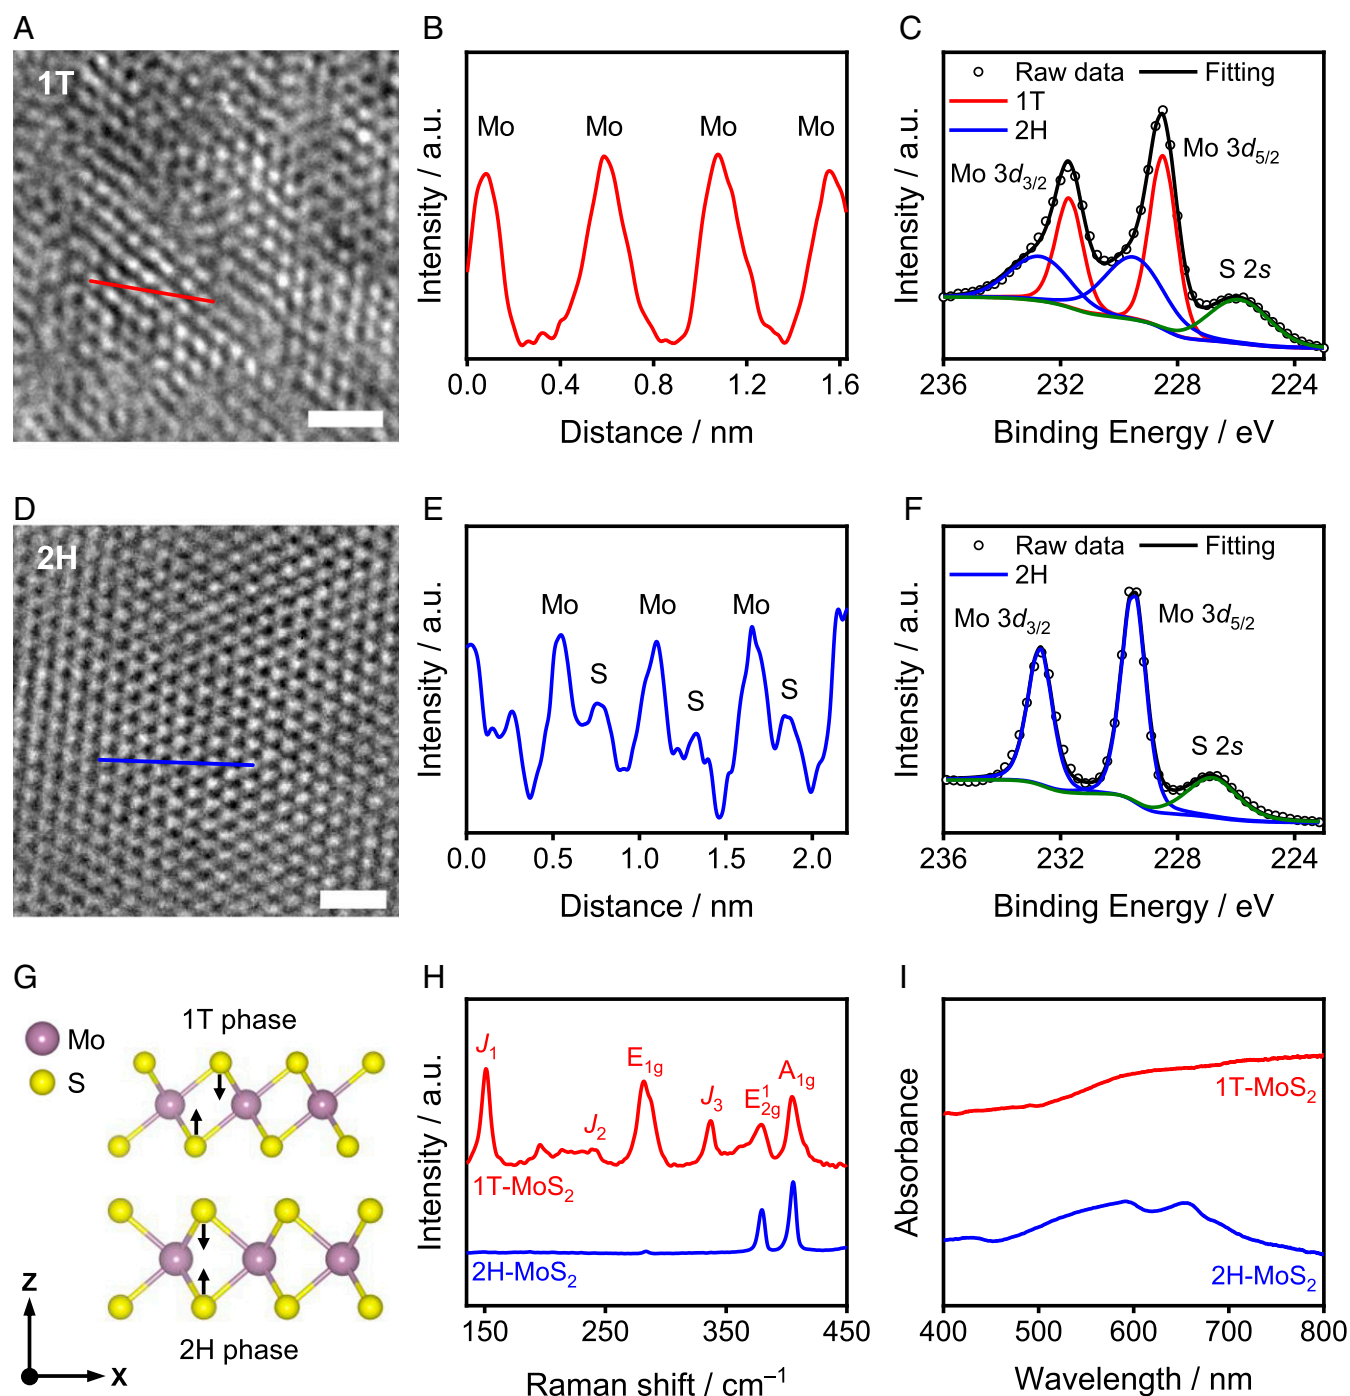 A
1T
B
Mo Mo Mo Mo
Intensity / a.u.
0.0 0.4 0.8 1.2 1.6
Distance / nm
C
Raw data Fitting
1T
2H
Mo 3d5/2
Mo 3d3/2
S 2s
Intensity / a.u.
236 232 228 224
Binding Energy / eV
D
2H
E
Mo Mo Mo
S S S
Intensity / a.u.
0.0 0.5 1.0 1.5 2.0
Distance / nm
F
Raw data Fitting
2H
Mo 3d3/2 Mo 3d5/2
S 2s
Intensity / a.u.
236 232 228 224
Binding Energy / eV
G
1T phase
Mo
S
2H phase
Z
X
H
J1 E1g J2 J3 E12g A1g
1T-MoS2
2H-MoS2
Intensity / a.u.
150 250 350 450
Raman shift / cm−1
I
1T-MoS2
2H-MoS2
Absorbance
400 500 600 700 800
Wavelength / nm